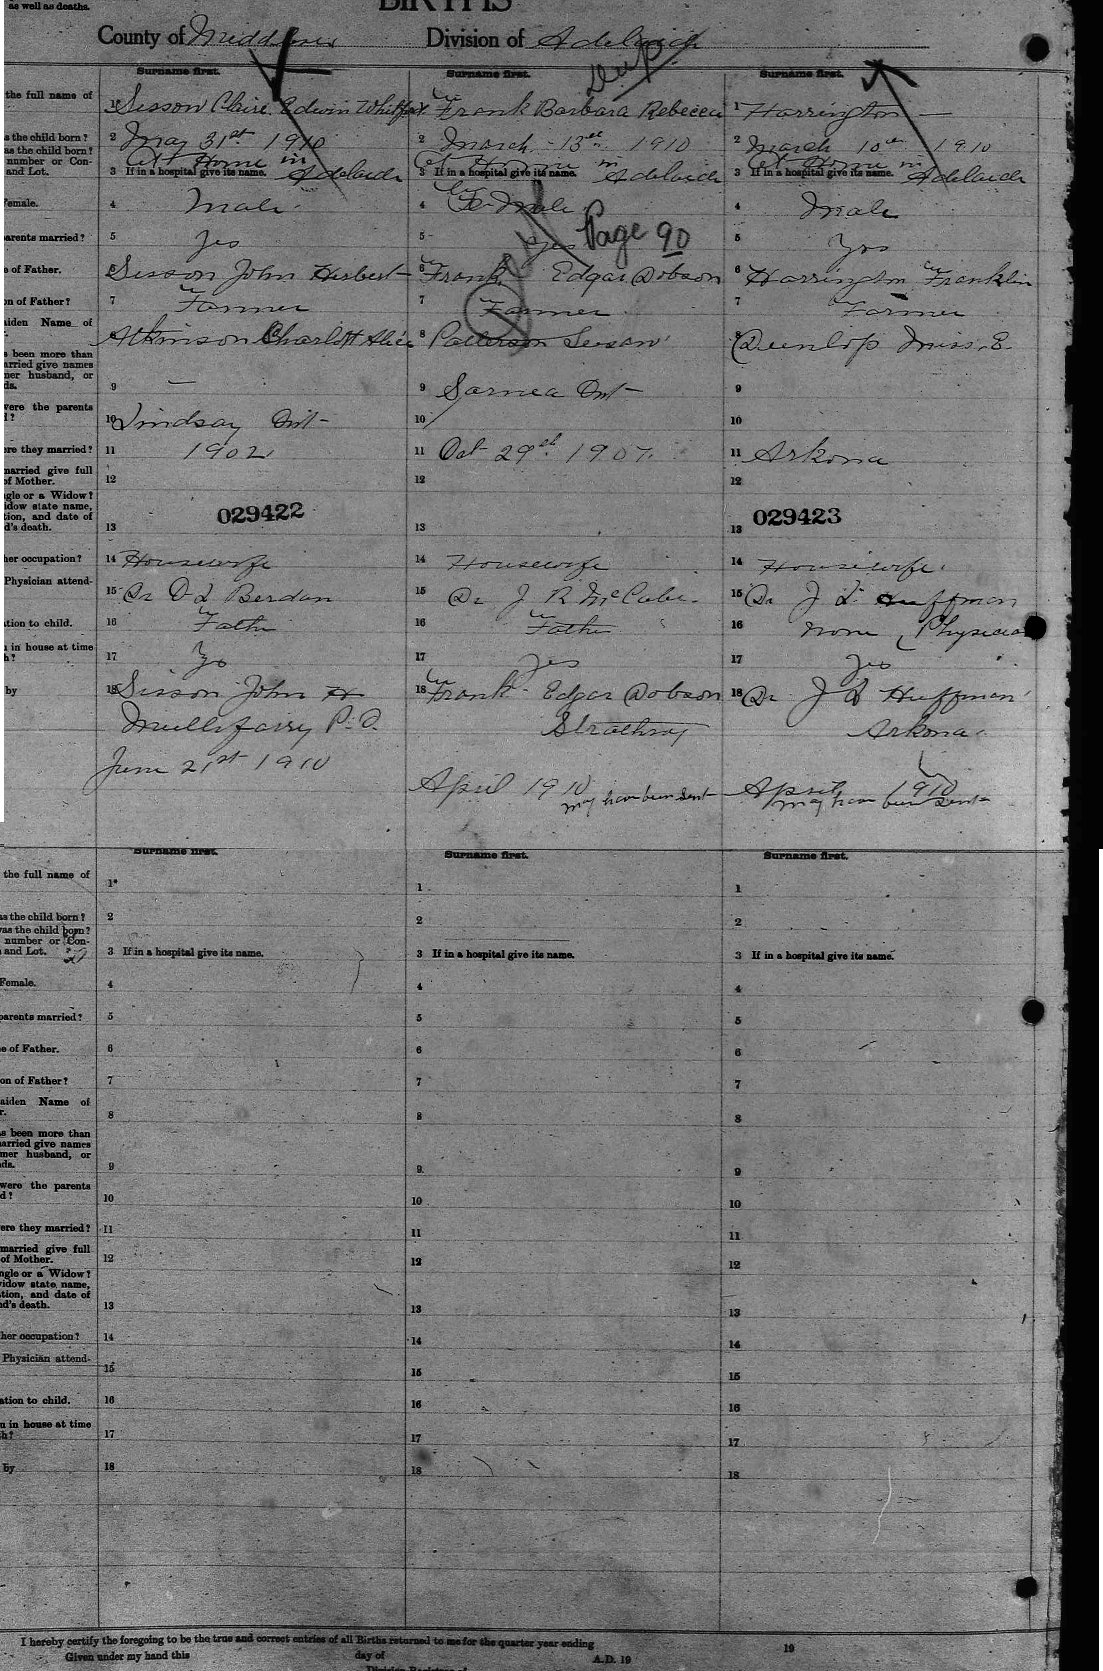 as well as deaths.
BIRTHS
County of Middlesex Division of Adelaide
Dup
Surname first. Surname first. Surname first.
the full name of
1 Sisson Claire Edwin 1 Frank Barbara Rebecca 1 Harrington —
as the child born? 2 May 31st 1910 2 March 13th 1910 2 March 10th 1910
as the child born?
number or Con-
At Home in At Home in At Home in
and Lot. 3 If in a hospital give its name. Adelaide 3 If in a hospital give its name. Adelaide 3 If in a hospital give its name. Adelaide
Female. 4 Male 4 Fe Male 4 Male
Page 90
parents married? 5 Yes 5 Yes 5 Yes
e of Father. 6 Sisson John Herbert 6 Frank Edgar Dobson 6 Harrington Franklin
on of Father? 7 Farmer 7 Farmer 7 Farmer
aiden Name of
r. 8 Atkinson Charlott Alice 8 Patterson Susan 8 Dunlop Miss E.
s been more than
arried give names
mer husband, or
ds. 9 — 9 Sarnea Ont 9
were the parents
d? 10 Lindsay Ont 10 10
ere they married? 11 1902 11 Oct 29th 1907. 11 Arkona
married give full
of Mother. 12 12 12
ngle or a Widow?
idow state name,
tion, and date of
d's death. 13 029422 13 13 029423
her occupation? 14 Housewife 14 Housewife 14 Housewife
Physician attend-
15 Dr D L Berdan 15 Dr J R McCabe 15 Dr J L Huffman
ation to child. 16 Father 16 Father 16 None (Physician
n in house at time
h? 17 Yes 17 Yes 17 Yes
by 18 Sisson John H 18 Frank Edgar Dobson 18 Dr J L Huffman
Mullifarry P.O. Strathroy Arkona
June 21st 1910
April 1910 April 1910
may have been sent may have been sent
Surname first. Surname first. Surname first.
the full name of
1 1 1
as the child born? 2 2 2
was the child born?
number or Con-
and Lot. 3 If in a hospital give its name. 3 If in a hospital give its name. 3 If in a hospital give its name.
Female. 4 4 4
parents married? 5 5 5
e of Father. 6 6 6
on of Father? 7 7 7
aiden Name of
r. 8 8 8
s been more than
arried give names
mer husband, or
ds. 9 9 9
were the parents
d? 10 10 10
ere they married? 11 11 11
married give full
of Mother. 12 12 12
ngle or a Widow?
idow state name,
tion, and date of
d's death. 13 13 13
her occupation? 14 14 14
Physician attend-
15 15 15
ation to child. 16 16 16
n in house at time
h? 17 17 17
by 18 18 18
I hereby certify the foregoing to be the true and correct entries of all Births returned to me for the quarter year ending 19
Given under my hand this day of A.D. 19
Division Registrar of